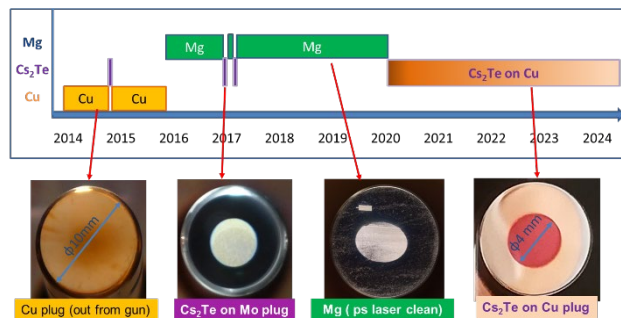 Mg
Mg
Mg
Cs₂Te
Cs₂Te on Cu
Cu
Cu
Cu
2014 2015 2016 2017 2018 2019 2020 2021 2022 2023 2024
ϕ10mm
ϕ4 mm
Cu plug (out from gun)
Cs₂Te on Mo plug
Mg ( ps laser clean)
Cs₂Te on Cu plug